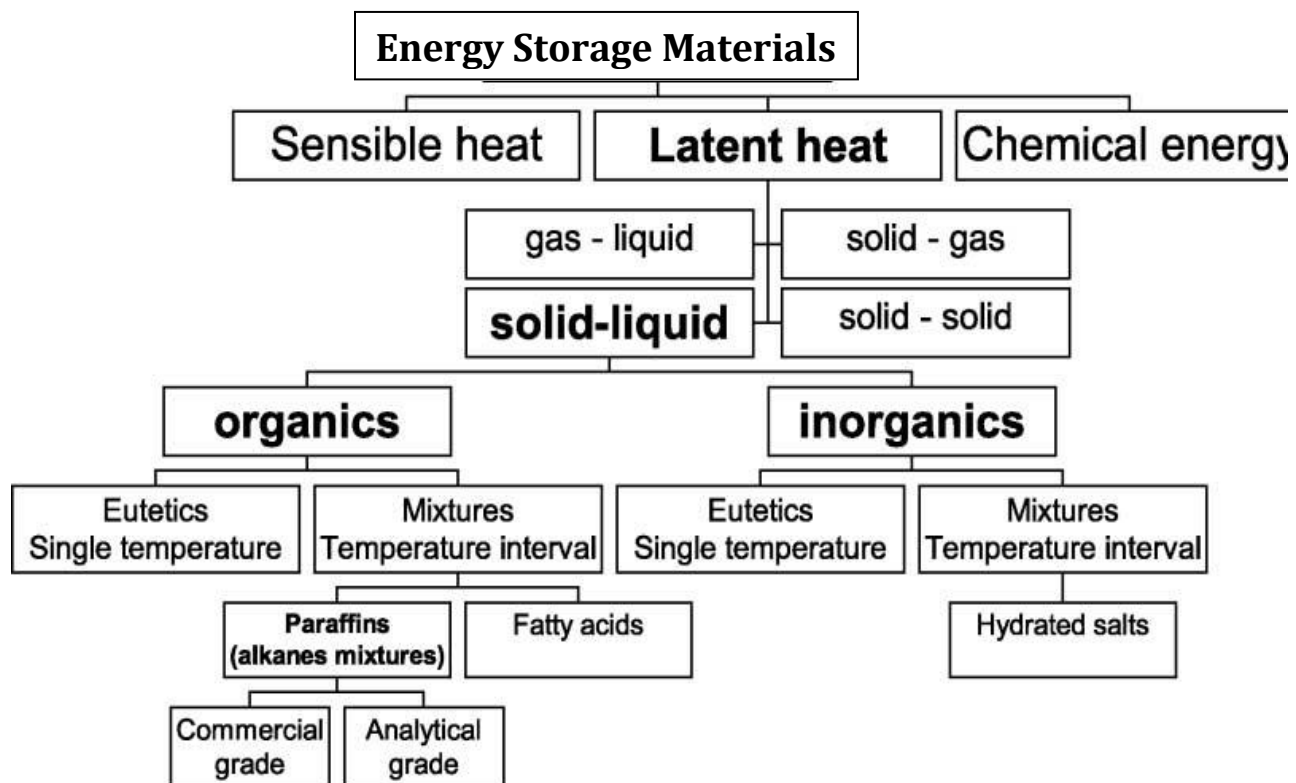 Energy Storage Materials
Sensible heat
Latent heat
Chemical energy
gas - liquid
solid - gas
solid-liquid
solid - solid
organics
inorganics
Eutetics
Single temperature
Mixtures
Temperature interval
Eutetics
Single temperature
Mixtures
Temperature interval
Paraffins
(alkanes mixtures)
Fatty acids
Hydrated salts
Commercial
grade
Analytical
grade